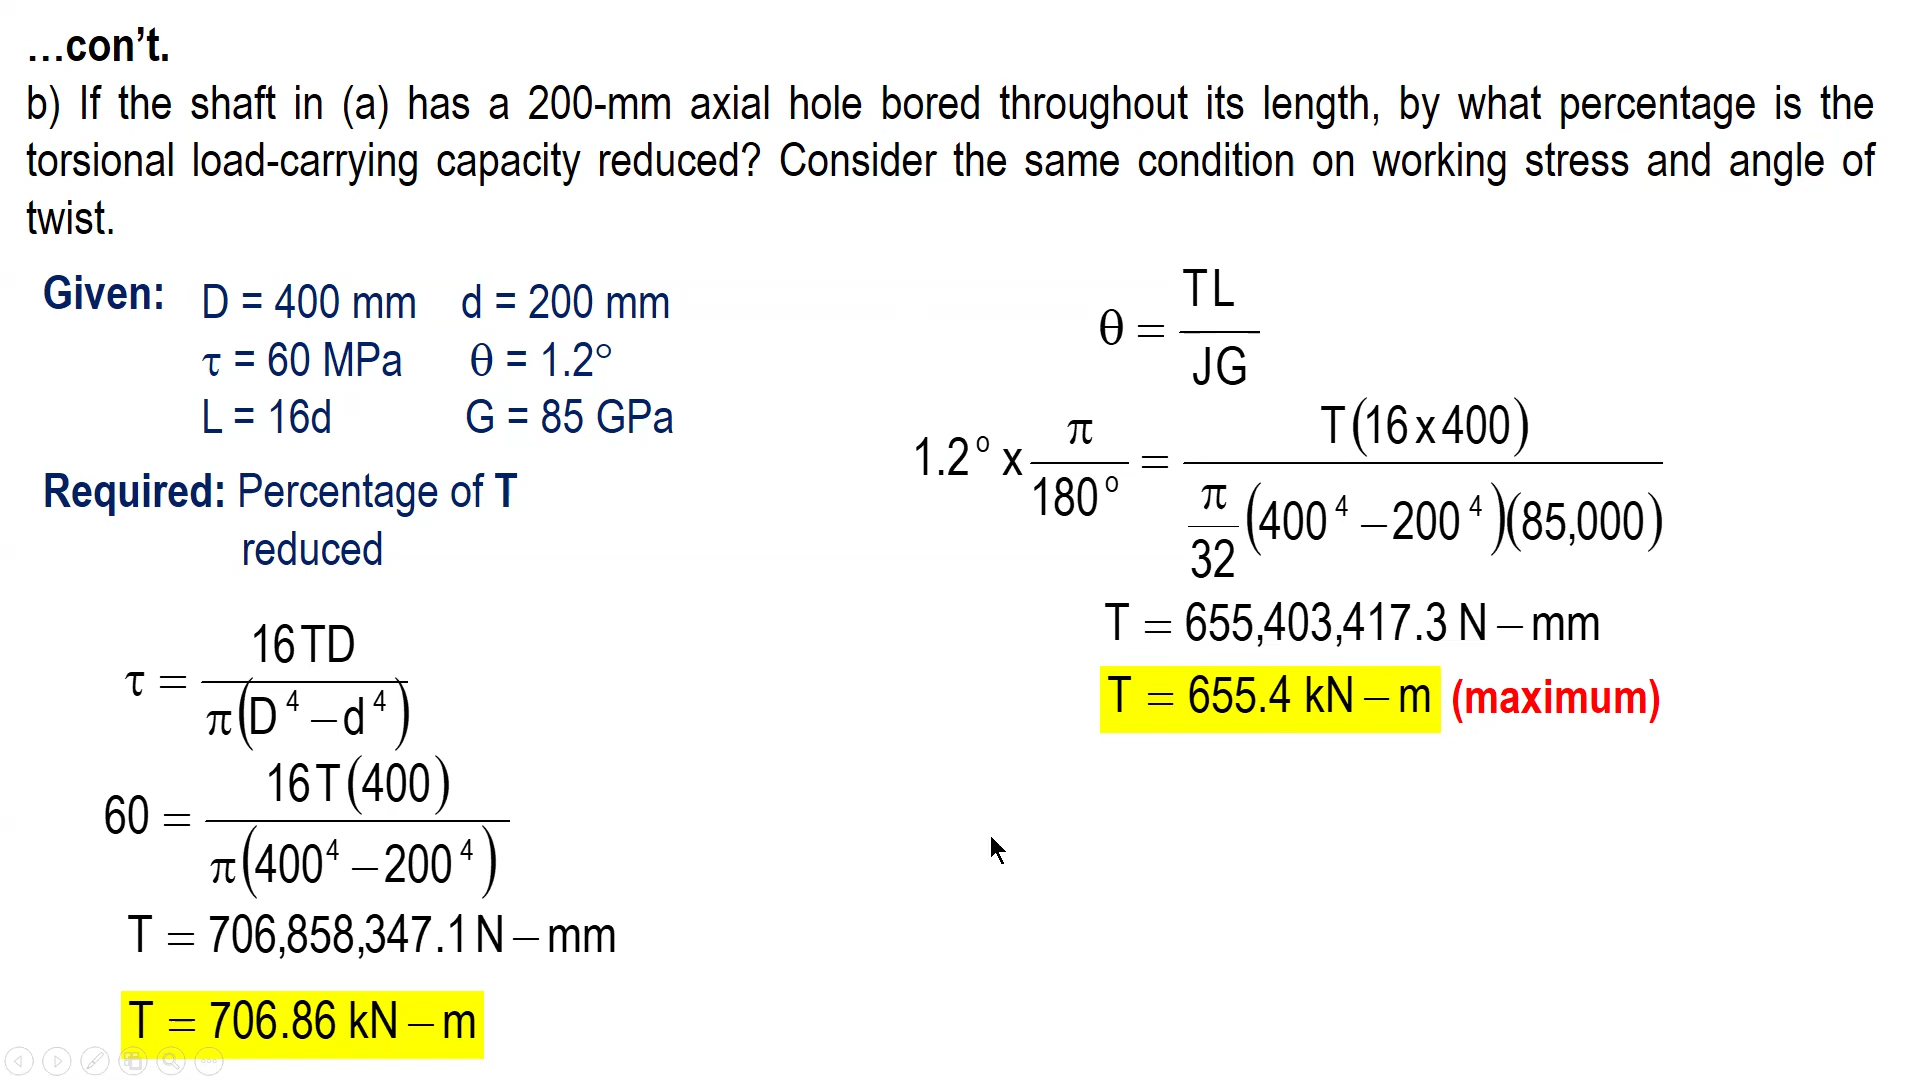 ...con't.
b) If the shaft in (a) has a 200-mm axial hole bored throughout its length, by what percentage is the
torsional load-carrying capacity reduced? Consider the same condition on working stress and angle of
twist.
Given: D = 400 mm d = 200 mm
τ = 60 MPa θ = 1.2°
L = 16d G = 85 GPa
Required: Percentage of T
reduced
τ = 16TD / π(D⁴ – d⁴)
60 = 16T(400) / π(400⁴ – 200⁴)
T = 706,858,347.1 N – mm
T = 706.86 kN – m
θ = TL / JG
1.2° x π / 180° = T(16 x 400) / π/32 (400⁴ – 200⁴)(85,000)
T = 655,403,417.3 N – mm
T = 655.4 kN – m (maximum)